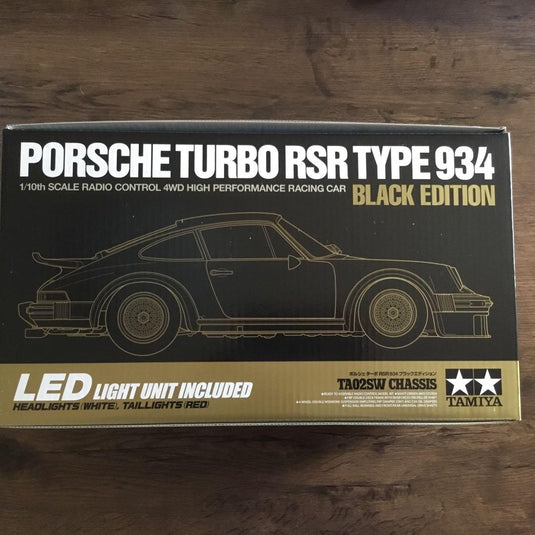 PORSCHE TURBO RSR TYPE 934
1/10th SCALE RADIO CONTROL 4WD HIGH PERFORMANCE RACING CAR
BLACK EDITION
LED LIGHT UNIT INCLUDED
HEADLIGHTS (WHITE), TAILLIGHTS (RED)
ポルシェ ターボ RSR 934 ブラックエディション
TA02SW CHASSIS
TAMIYA